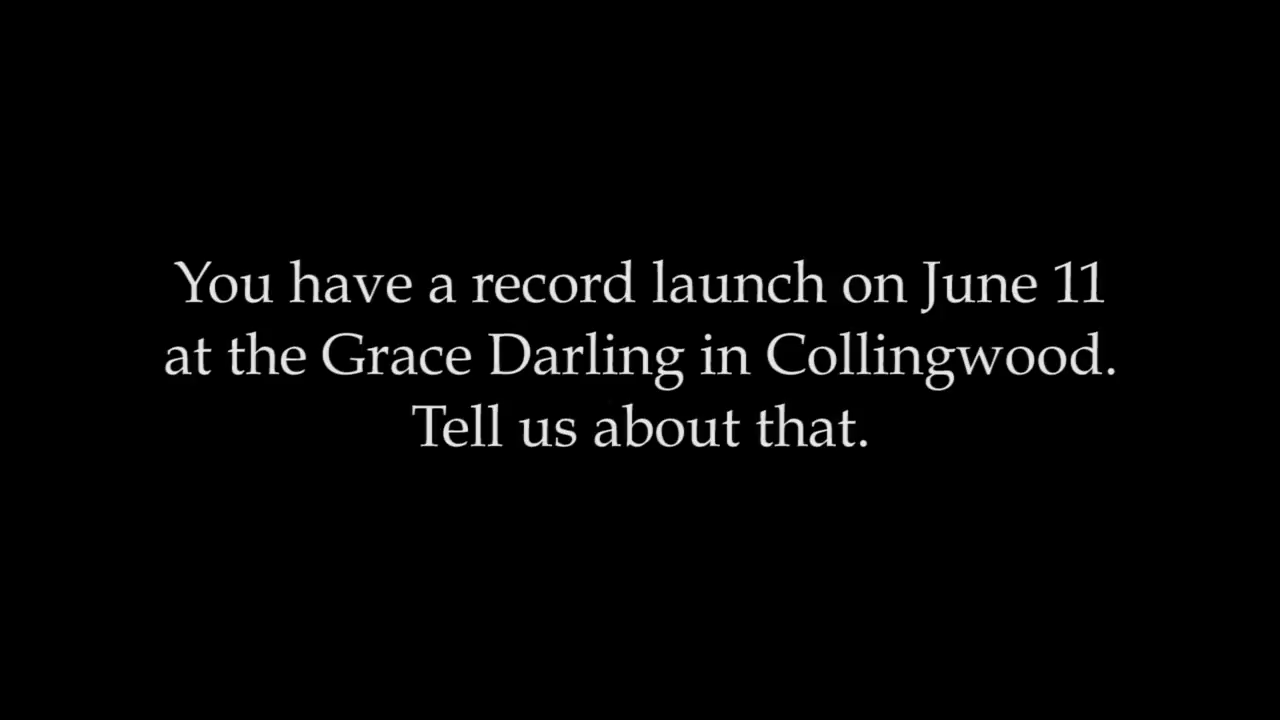 You have a record launch on June 11
at the Grace Darling in Collingwood.
Tell us about that.